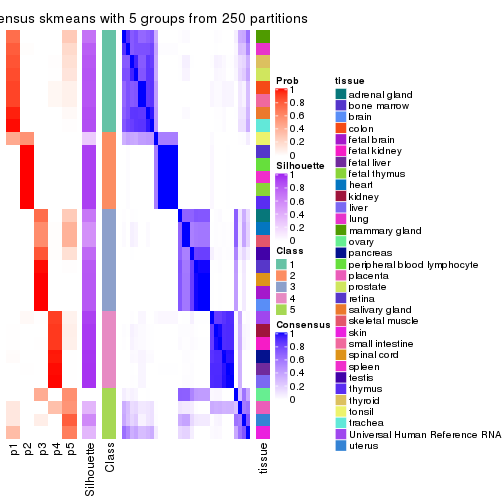 ensus skmeans with 5 groups from 250 partitions
Prob
1
0.8
0.6
0.4
0.2
0
Silhouette
1
0.8
0.6
0.4
0.2
0
Class
1
2
3
4
5
Consensus
1
0.8
0.6
0.4
0.2
0
tissue
adrenal gland
bone marrow
brain
colon
fetal brain
fetal kidney
fetal liver
fetal thymus
heart
kidney
liver
lung
mammary gland
ovary
pancreas
peripheral blood lymphocyte
placenta
prostate
retina
salivary gland
skeletal muscle
skin
small intestine
spinal cord
spleen
testis
thymus
thyroid
tonsil
trachea
Universal Human Reference RNA
uterus
p1
p2
p3
p4
p5
Silhouette
Class
tissue